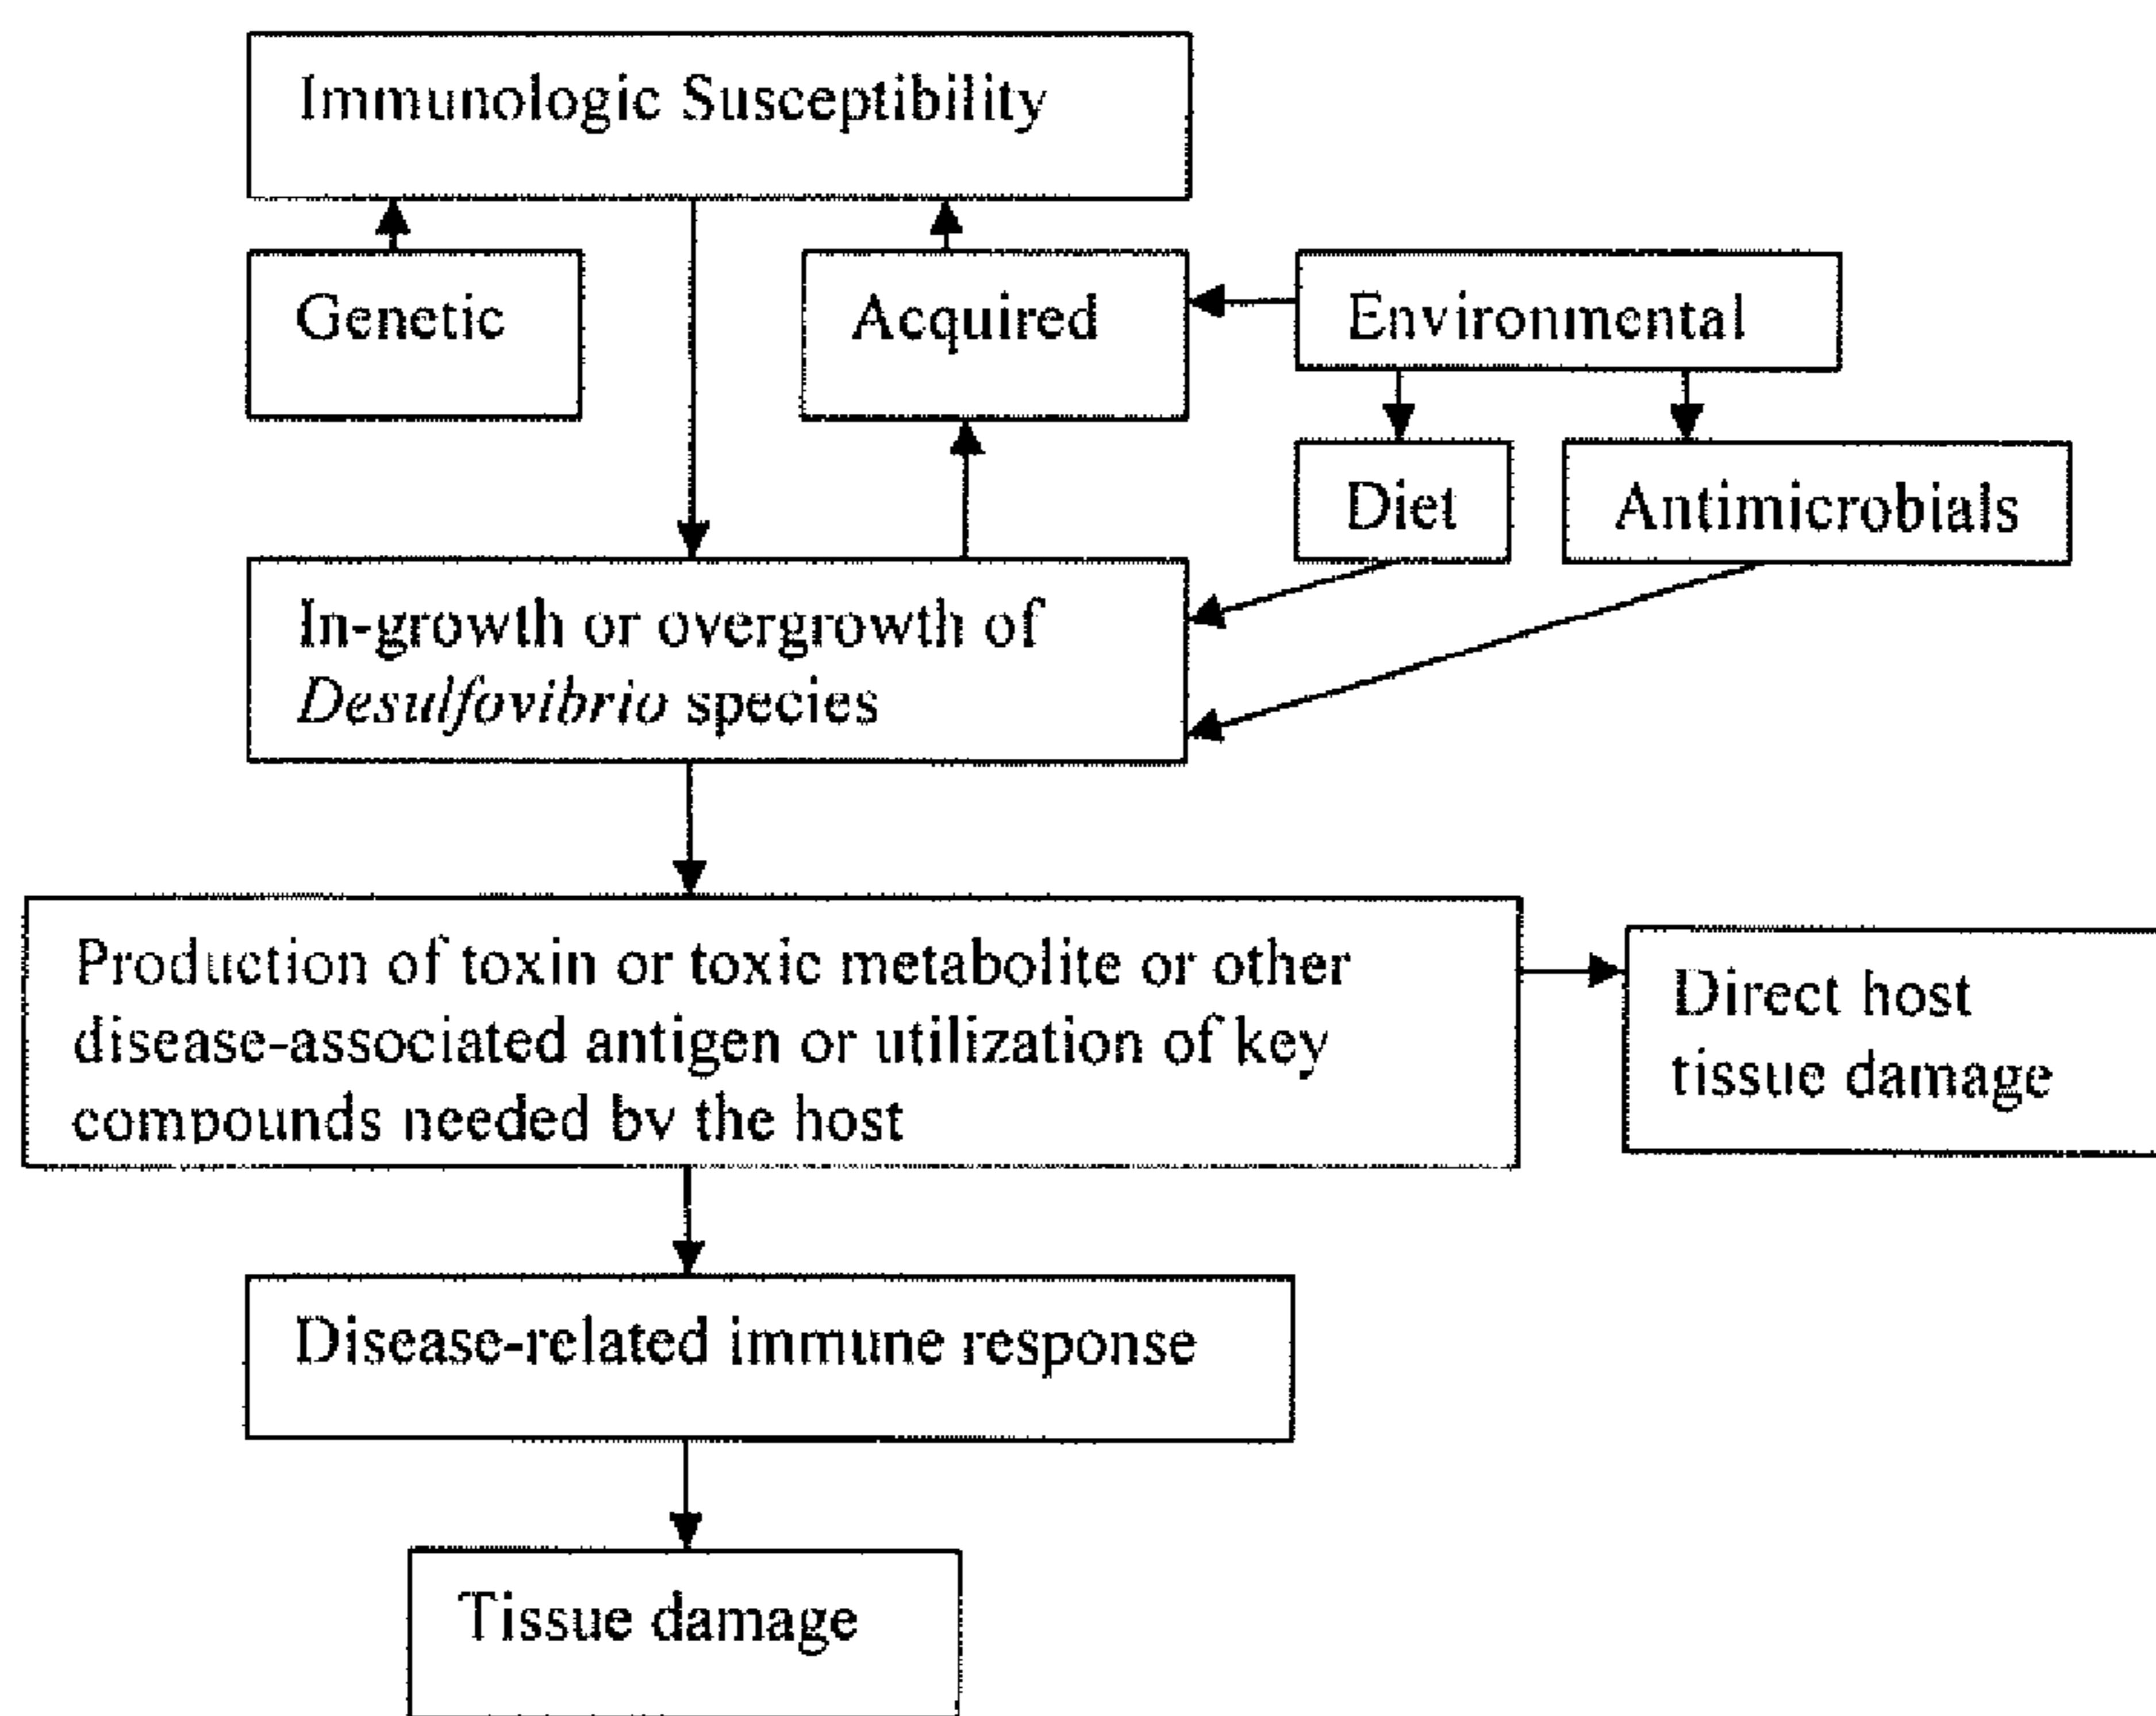 Immunologic Susceptibility
Genetic
Acquired
Environmental
Diet
Antimicrobials
In-growth or overgrowth of
Desulfovibrio species
Production of toxin or toxic metabolite or other
disease-associated antigen or utilization of key
compounds needed by the host
Direct host
tissue damage
Disease-related immune response
Tissue damage